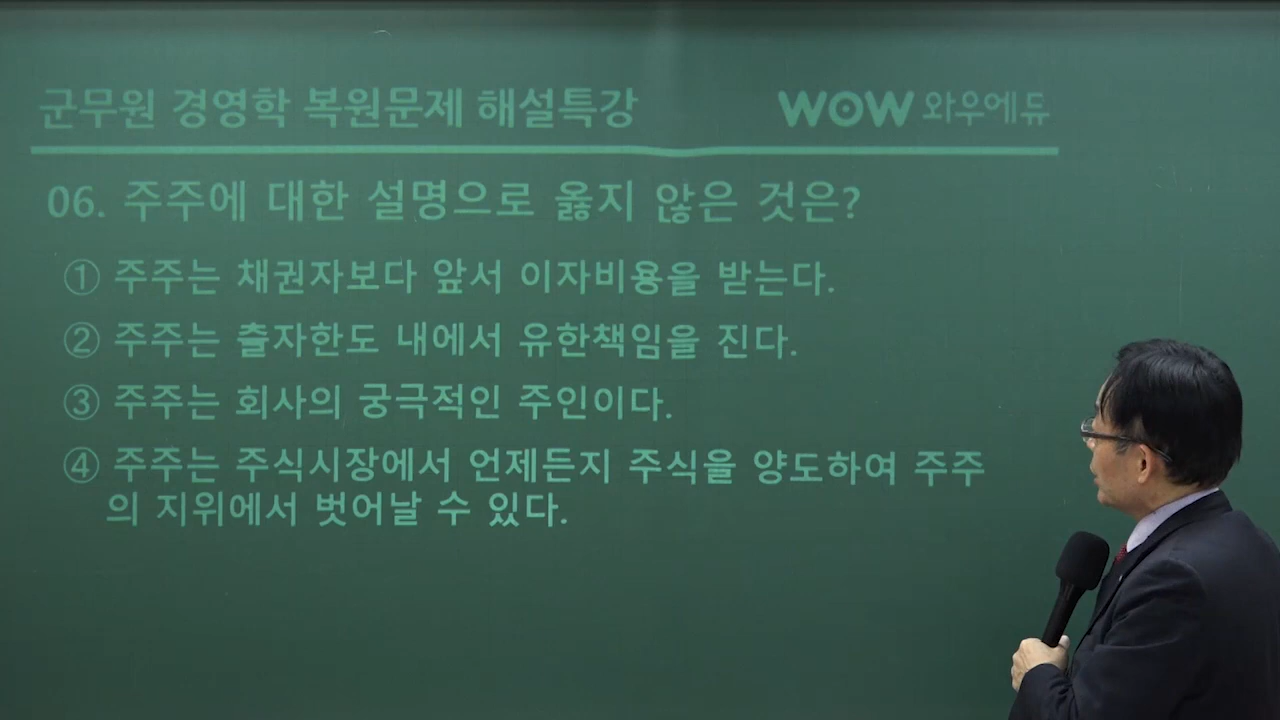 군무원 경영학 복원문제 해설특강
WOW 와우에듀
06. 주주에 대한 설명으로 옳지 않은 것은?
① 주주는 채권자보다 앞서 이자비용을 받는다.
② 주주는 출자한도 내에서 유한책임을 진다.
③ 주주는 회사의 궁극적인 주인이다.
④ 주주는 주식시장에서 언제든지 주식을 양도하여 주주
의 지위에서 벗어날 수 있다.